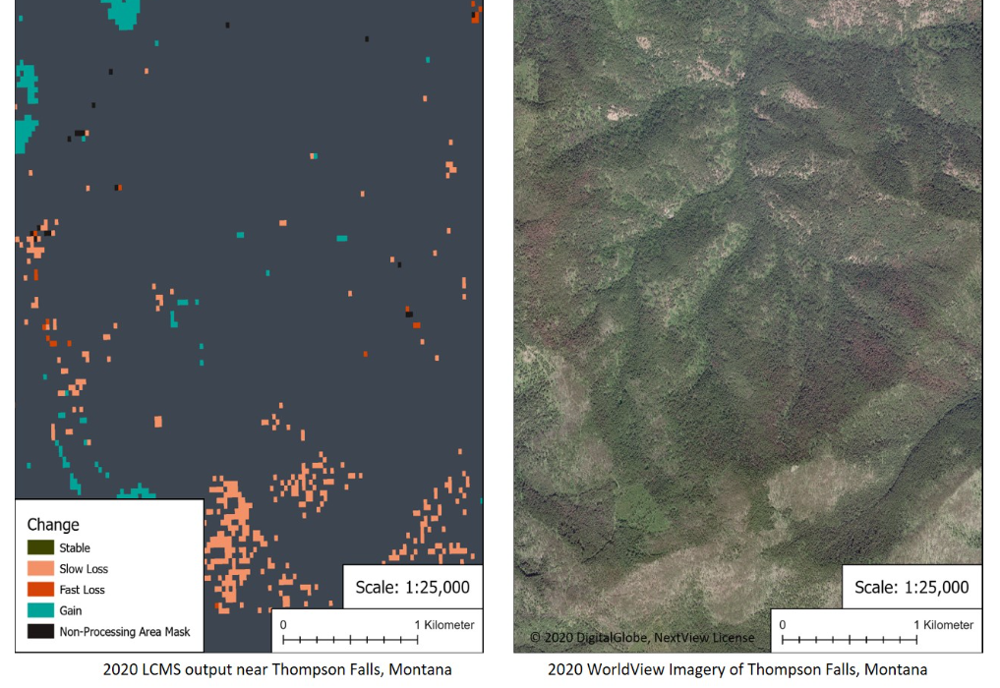 Change
Stable
Slow Loss
Fast Loss
Gain
Non-Processing Area Mask
Scale: 1:25,000
0 1 Kilometer
Scale: 1:25,000
0 1 Kilometer
© 2020 DigitalGlobe, NextView License
2020 LCMS output near Thompson Falls, Montana
2020 WorldView Imagery of Thompson Falls, Montana